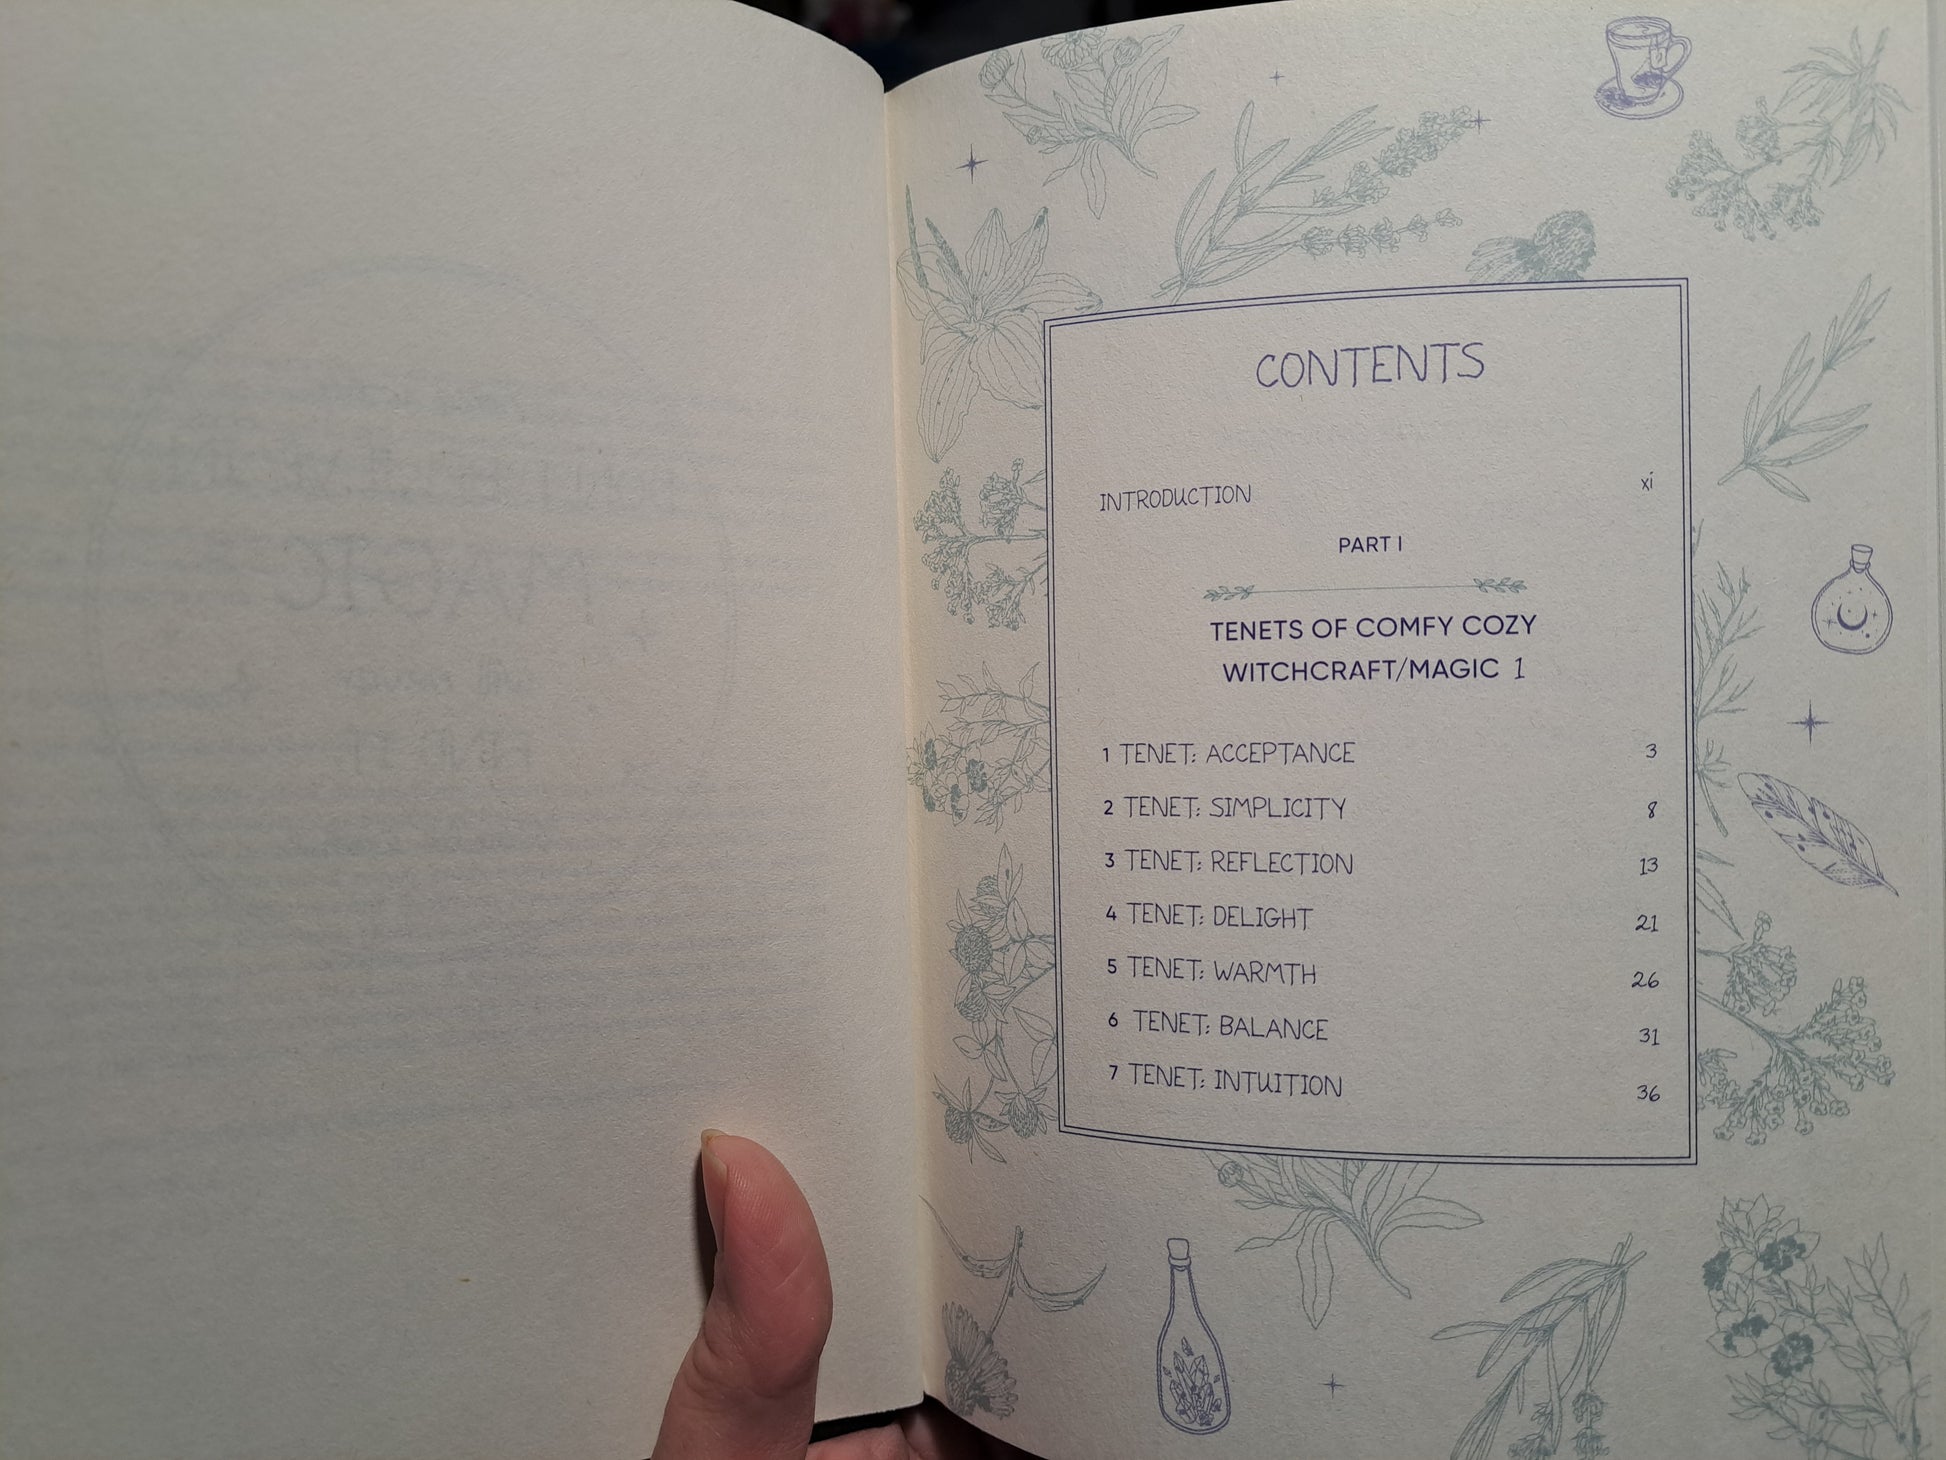 CONTENTS
INTRODUCTION xi
PART I
TENETS OF COMFY COZY
WITCHCRAFT/MAGIC 1
1 TENET: ACCEPTANCE 3
2 TENET: SIMPLICITY 8
3 TENET: REFLECTION 13
4 TENET: DELIGHT 21
5 TENET: WARMTH 26
6 TENET: BALANCE 31
7 TENET: INTUITION 36